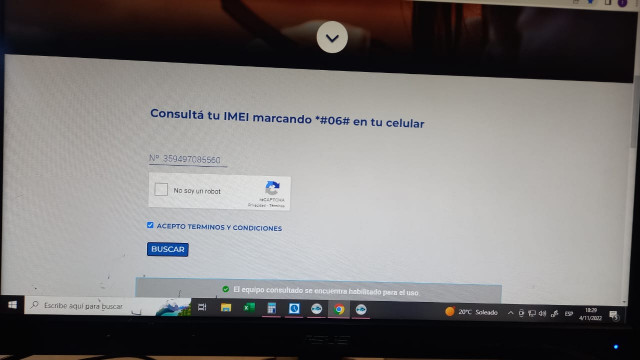 Consultá tu IMEI marcando *#06# en tu celular
Nº 359497085560
No soy un robot
reCAPTCHA
Privacidad - Términos
ACEPTO TERMINOS Y CONDICIONES
BUSCAR
El equipo consultado se encuentra habilitado para el uso.
Escribe aquí para buscar
20°C Soleado
ESP
18:29
4/11/2022
ASUS